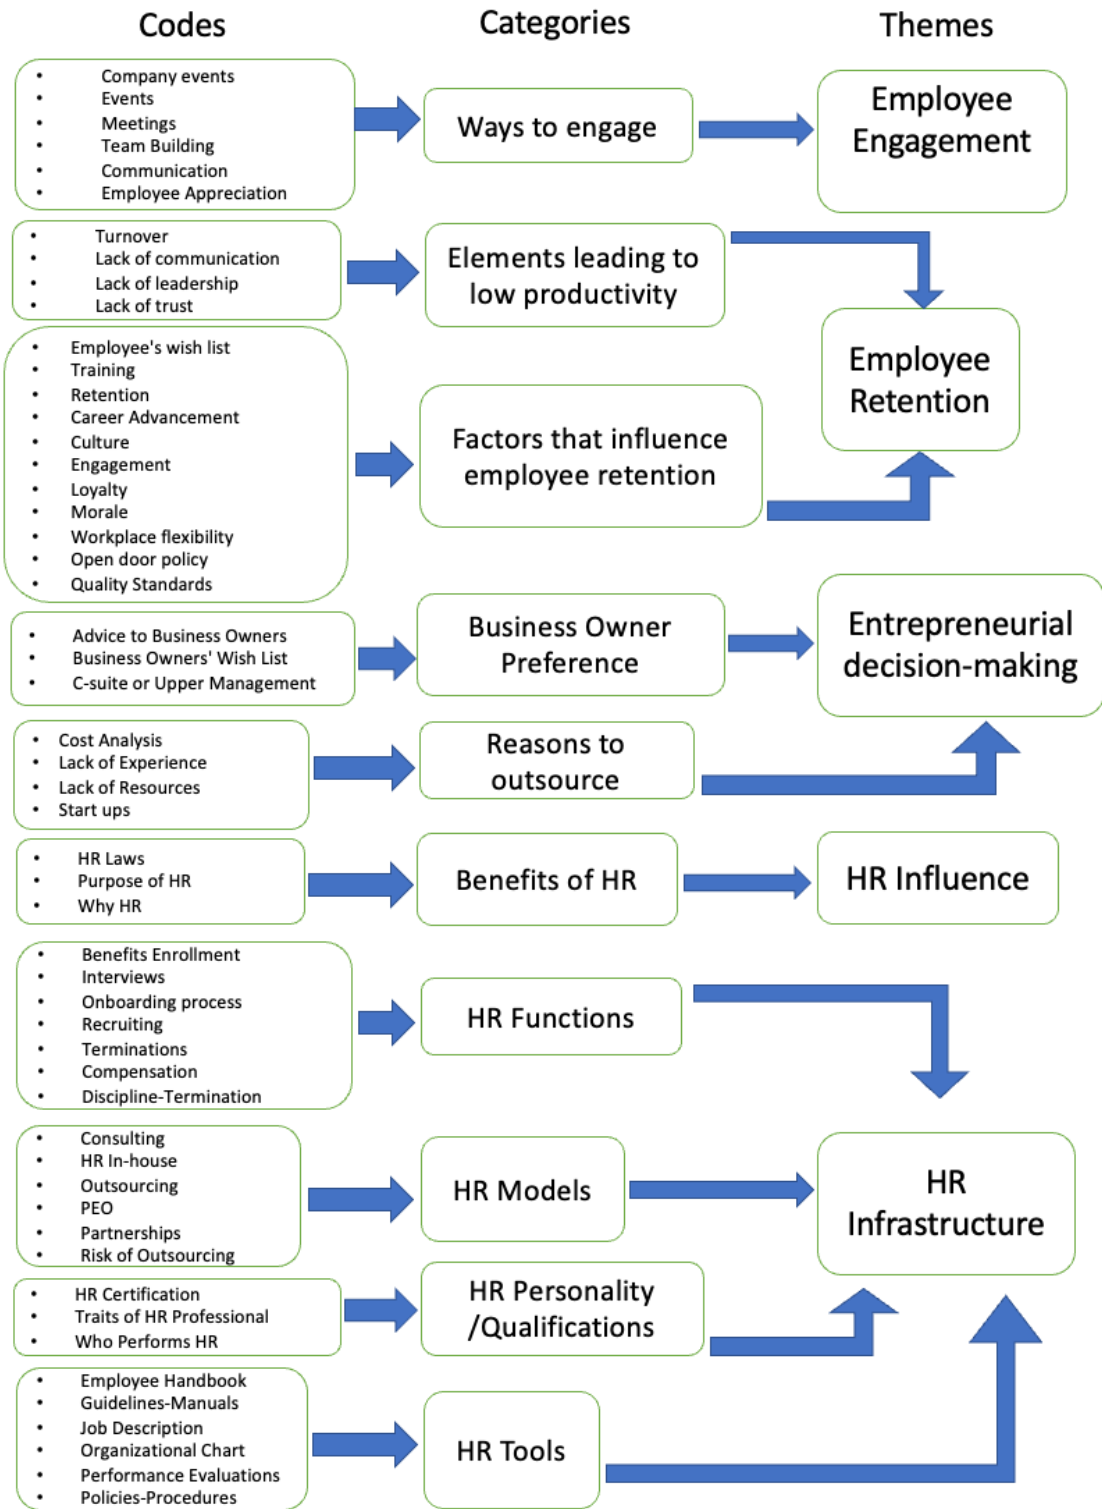 Codes
Categories
Themes
Company events
Events
Meetings
Team Building
Communication
Employee Appreciation
Ways to engage
Employee
Engagement
Turnover
Lack of communication
Lack of leadership
Lack of trust
Elements leading to
low productivity
Employee
Retention
Employee's wish list
Training
Retention
Career Advancement
Culture
Engagement
Loyalty
Morale
Workplace flexibility
Open door policy
Quality Standards
Factors that influence
employee retention
Advice to Business Owners
Business Owners' Wish List
C-suite or Upper Management
Business Owner
Preference
Entrepreneurial
decision-making
Cost Analysis
Lack of Experience
Lack of Resources
Start ups
Reasons to
outsource
HR Laws
Purpose of HR
Why HR
Benefits of HR
HR Influence
Benefits Enrollment
Interviews
Onboarding process
Recruiting
Terminations
Compensation
Discipline-Termination
HR Functions
Consulting
HR In-house
Outsourcing
PEO
Partnerships
Risk of Outsourcing
HR Models
HR
Infrastructure
HR Certification
Traits of HR Professional
Who Performs HR
HR Personality
/Qualifications
Employee Handbook
Guidelines-Manuals
Job Description
Organizational Chart
Performance Evaluations
Policies-Procedures
HR Tools